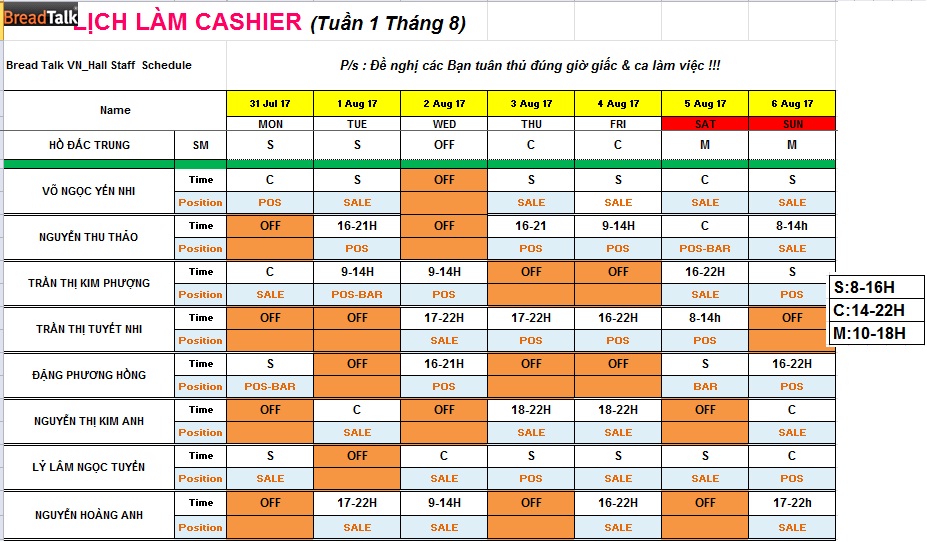 BreadTalk
LỊCH LÀM CASHIER (Tuần 1 Tháng 8)
Bread Talk VN_Hall Staff Schedule
P/s : Đề nghị các Bạn tuân thủ đúng giờ giấc & ca làm việc !!!
Name 31 Jul 17 1 Aug 17 2 Aug 17 3 Aug 17 4 Aug 17 5 Aug 17 6 Aug 17
MON TUE WED THU FRI SAT SUN
HỒ ĐẮC TRUNG SM S S OFF C C M M
VÕ NGỌC YẾN NHI Time C S OFF S S C S
Position POS SALE SALE SALE SALE SALE
NGUYỄN THU THẢO Time OFF 16-21H OFF 16-21 9-14H C 8-14h
Position POS POS POS POS-BAR SALE
TRẦN THỊ KIM PHƯỢNG Time C 9-14H 9-14H OFF OFF 16-22H S
Position SALE POS-BAR POS SALE POS
S:8-16H
C:14-22H
M:10-18H
TRẦN THỊ TUYẾT NHI Time OFF OFF 17-22H 17-22H 16-22H 8-14h OFF
Position SALE POS POS POS
ĐẶNG PHƯƠNG HỒNG Time S OFF 16-21H OFF OFF S 16-22H
Position POS-BAR POS BAR POS
NGUYỄN THỊ KIM ANH Time OFF C OFF 18-22H 18-22H OFF C
Position SALE SALE SALE SALE
LÝ LÂM NGỌC TUYỀN Time S OFF C S S S C
Position SALE SALE POS SALE SALE POS
NGUYỄN HOÀNG ANH Time OFF 17-22H 9-14H OFF 16-22H OFF 17-22h
Position SALE SALE SALE SALE